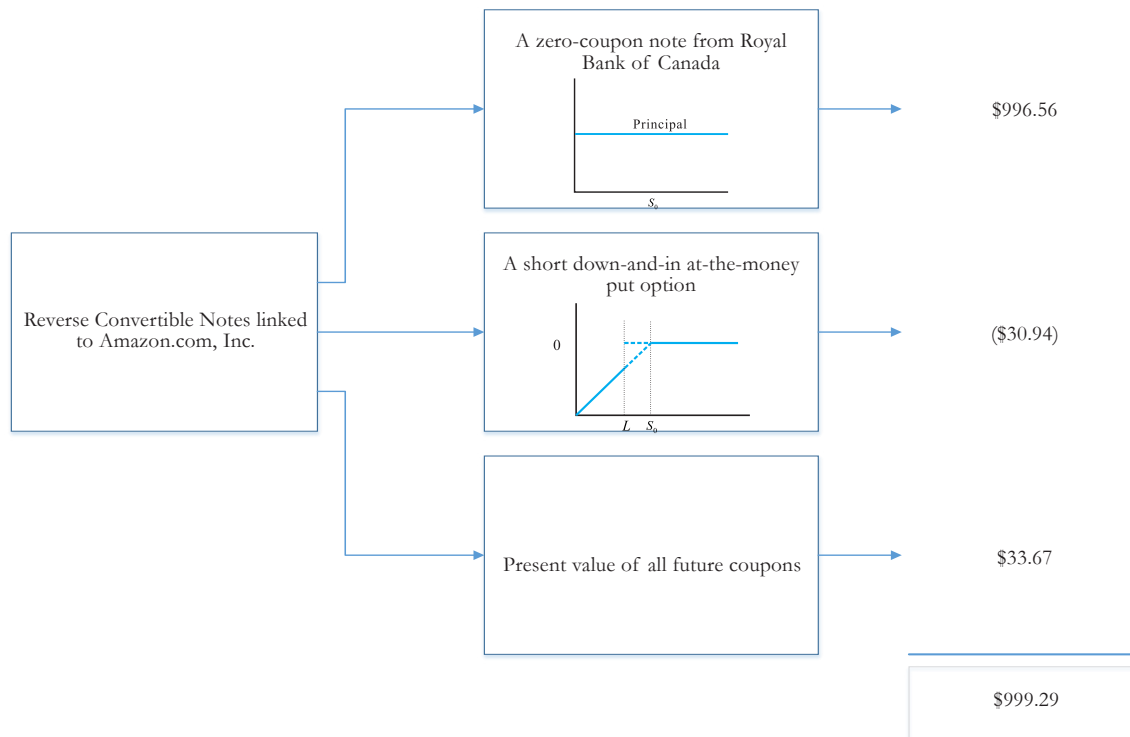 A zero-coupon note from Royal
Bank of Canada
Principal
S₀
$996.56
Reverse Convertible Notes linked
to Amazon.com, Inc.
A short down-and-in at-the-money
put option
0
L S₀
($30.94)
Present value of all future coupons
$33.67
$999.29